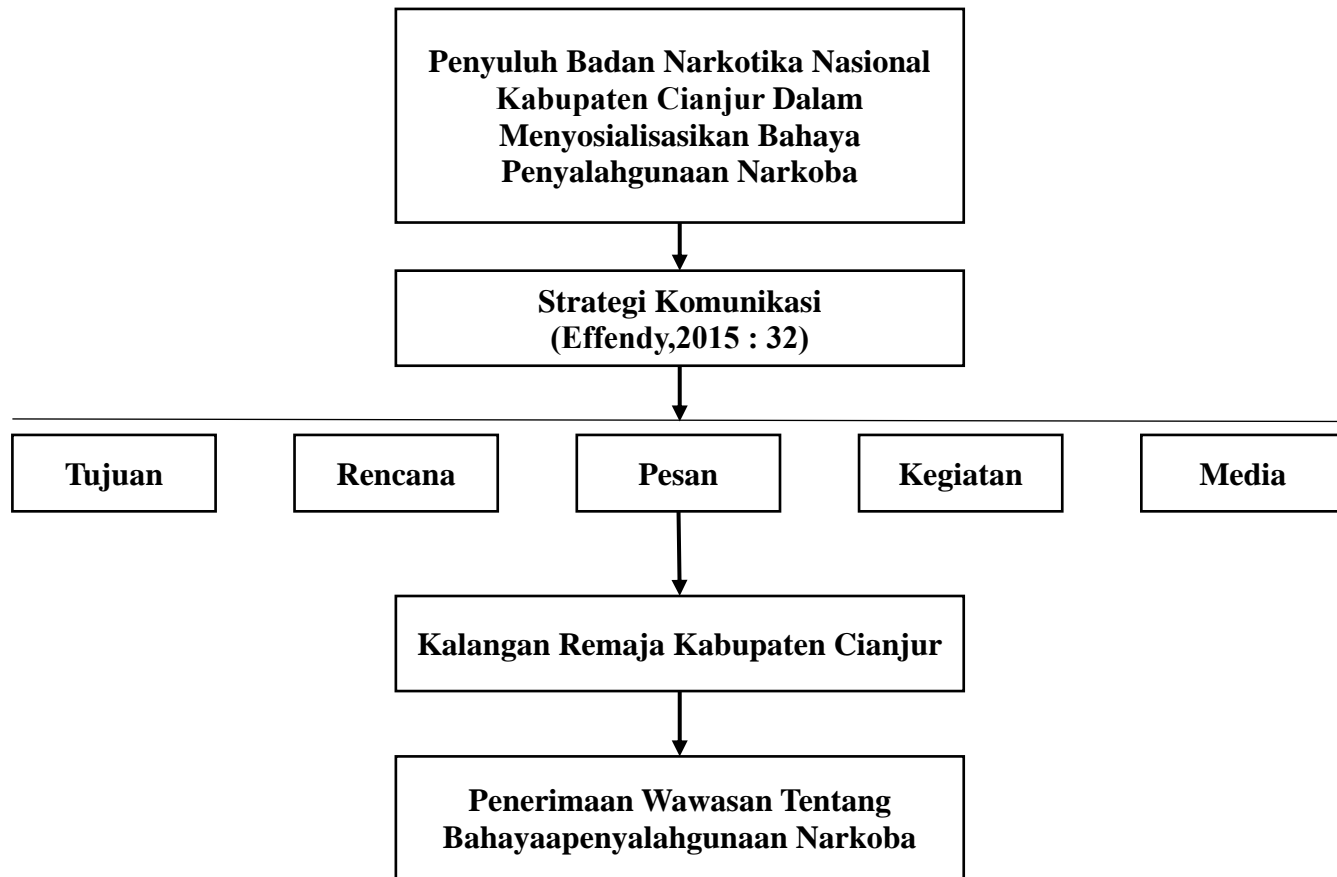 Penyuluh Badan Narkotika Nasional
Kabupaten Cianjur Dalam
Menyosialisasikan Bahaya
Penyalahgunaan Narkoba
Strategi Komunikasi
(Effendy,2015 : 32)
Tujuan
Rencana
Pesan
Kegiatan
Media
Kalangan Remaja Kabupaten Cianjur
Penerimaan Wawasan Tentang
Bahayaapenyalahgunaan Narkoba